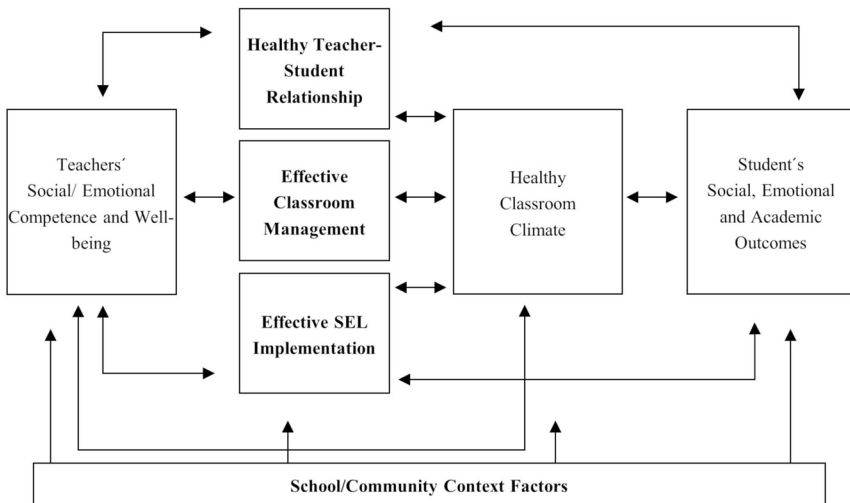 Healthy Teacher-
Student
Relationship
Teachers´
Social/ Emotional
Competence and Well-
being
Effective
Classroom
Management
Healthy
Classroom
Climate
Student´s
Social, Emotional
and Academic
Outcomes
Effective SEL
Implementation
School/Community Context Factors